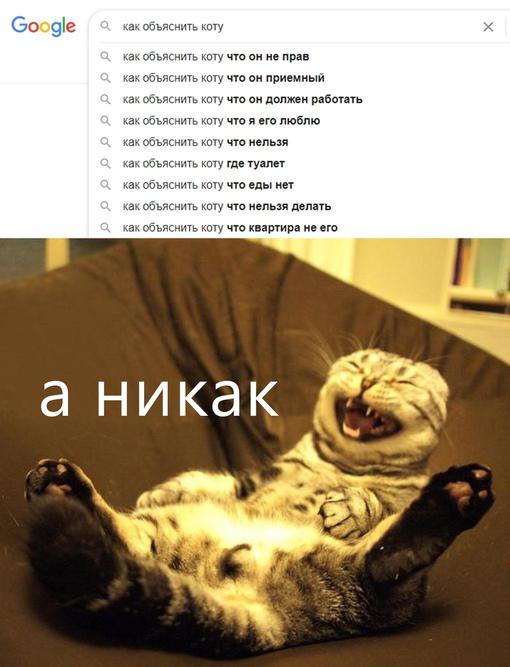 Google
как объяснить коту
как объяснить коту что он не прав
как объяснить коту что он приемный
как объяснить коту что он должен работать
как объяснить коту что я его люблю
как объяснить коту что нельзя
как объяснить коту где туалет
как объяснить коту что еды нет
как объяснить коту что нельзя делать
как объяснить коту что квартира не его
а никак